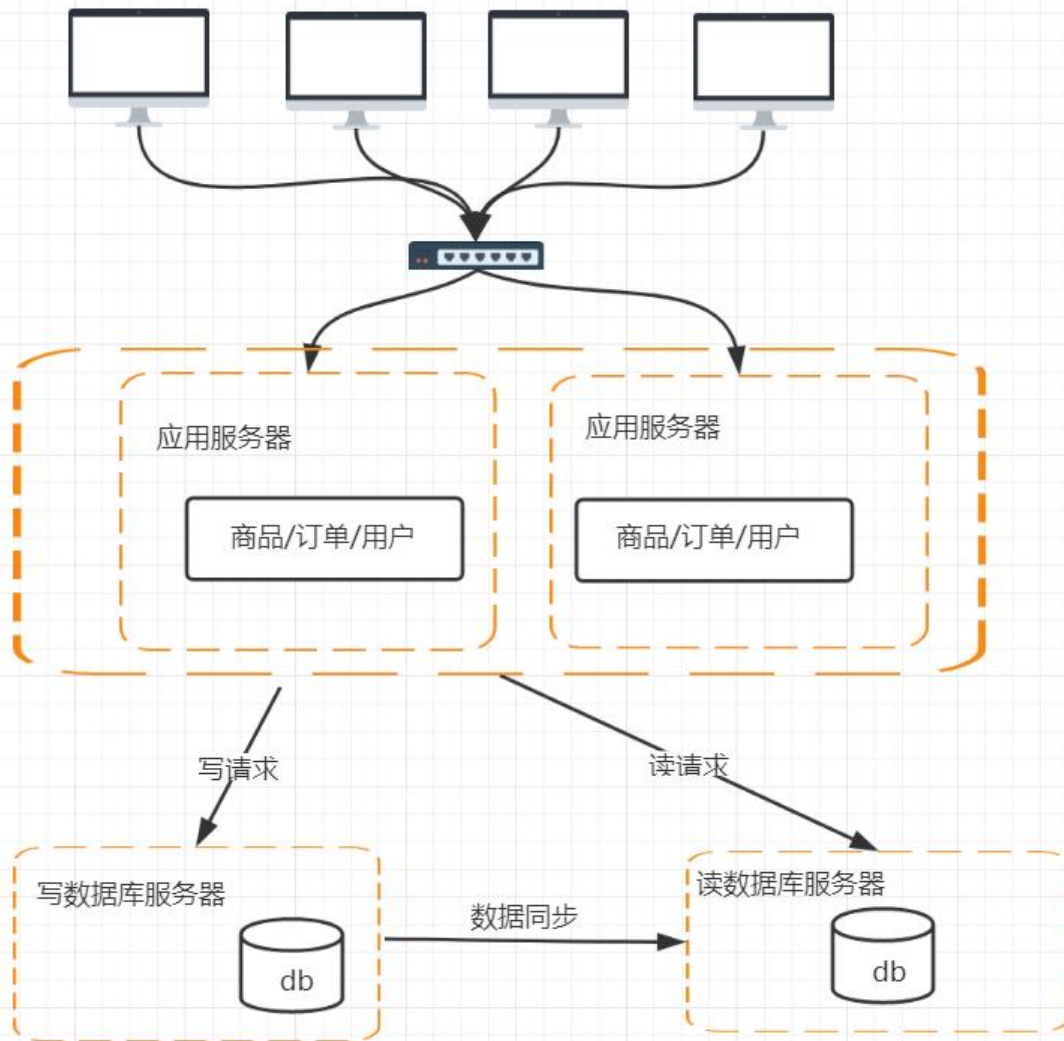 应用服务器
应用服务器
商品/订单/用户
商品/订单/用户
写请求
读请求
写数据库服务器
读数据库服务器
数据同步
db
db